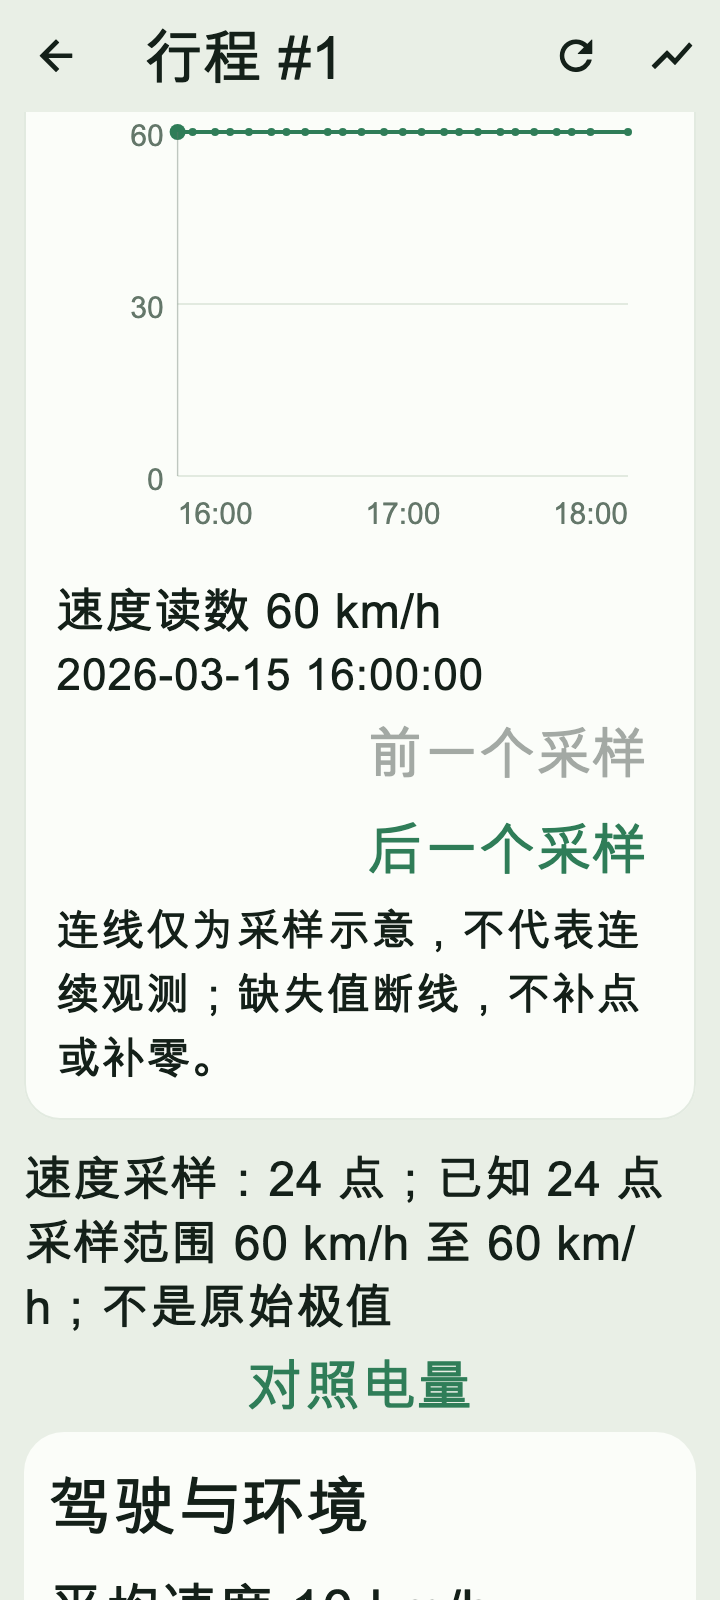 行程 #1
60
30
0
16:00 17:00 18:00
速度读数 60 km/h
2026-03-15 16:00:00
前一个采样
后一个采样
连线仅为采样示意，不代表连
续观测；缺失值断线，不补点
或补零。
速度采样：24 点；已知 24 点
采样范围 60 km/h 至 60 km/
h；不是原始极值
对照电量
驾驶与环境
平均速度